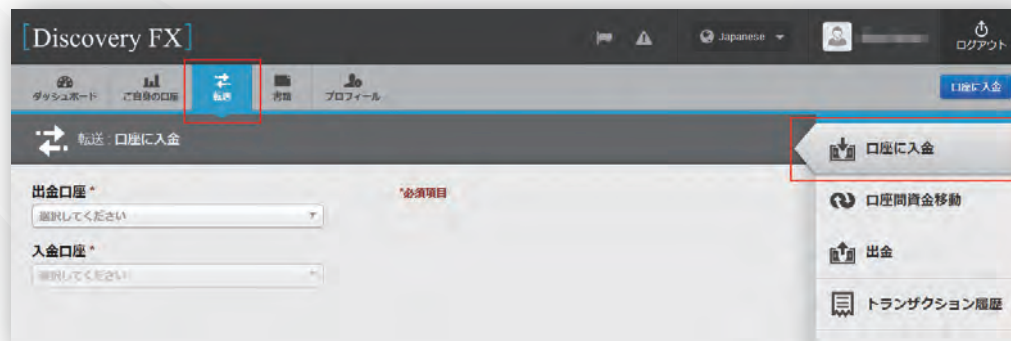 [Discovery FX]
Japanese
ログアウト
ダッシュボード
ご自身の口座
転送
書類
プロフィール
口座に入金
転送 : 口座に入金
口座に入金
出金口座 *
*必須項目
選択してください
口座間資金移動
入金口座 *
選択してください
出金
トランザクション履歴